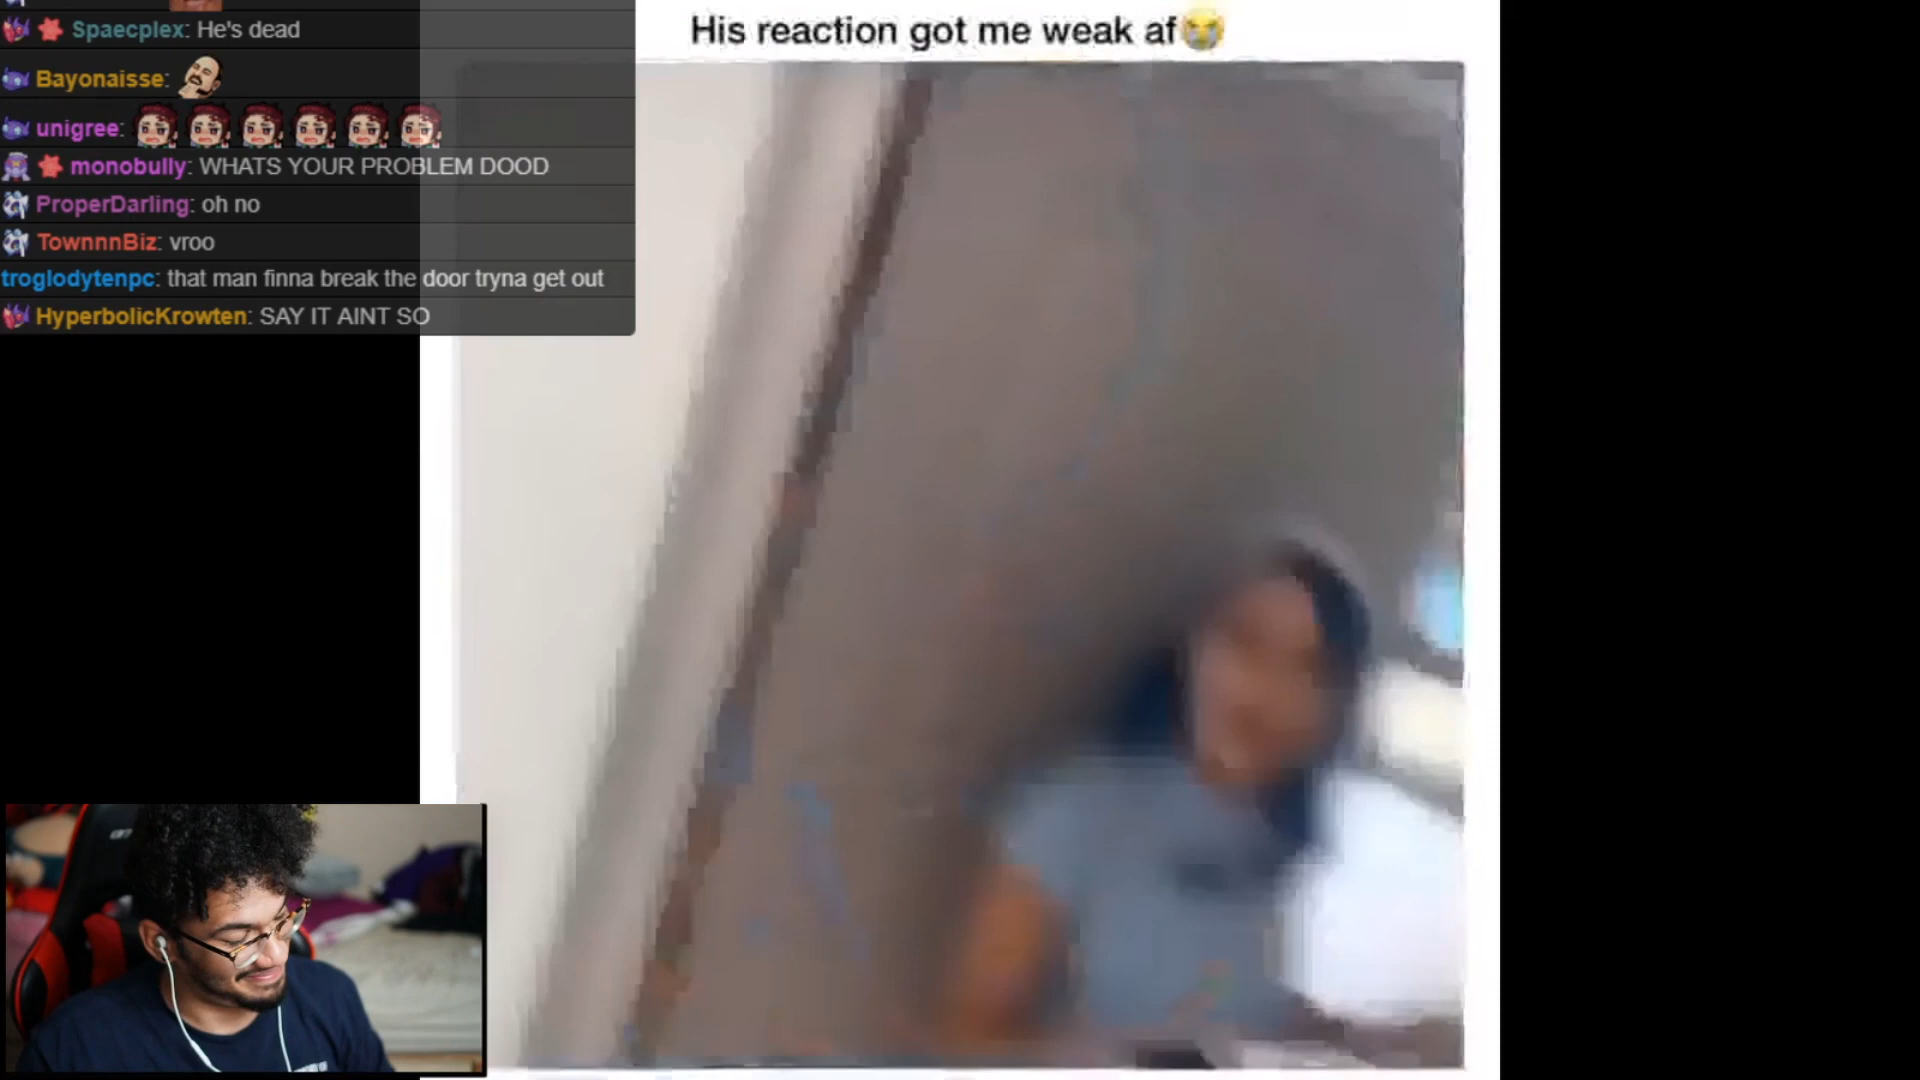 His reaction got me weak af😭
Spaecplex: He's dead
Bayonaisse:
unigree:
monobully: WHATS YOUR PROBLEM DOOD
ProperDarling: oh no
TownnnBiz: vroo
troglodytenpc: that man finna break the door tryna get out
HyperbolicKrowten: SAY IT AINT SO